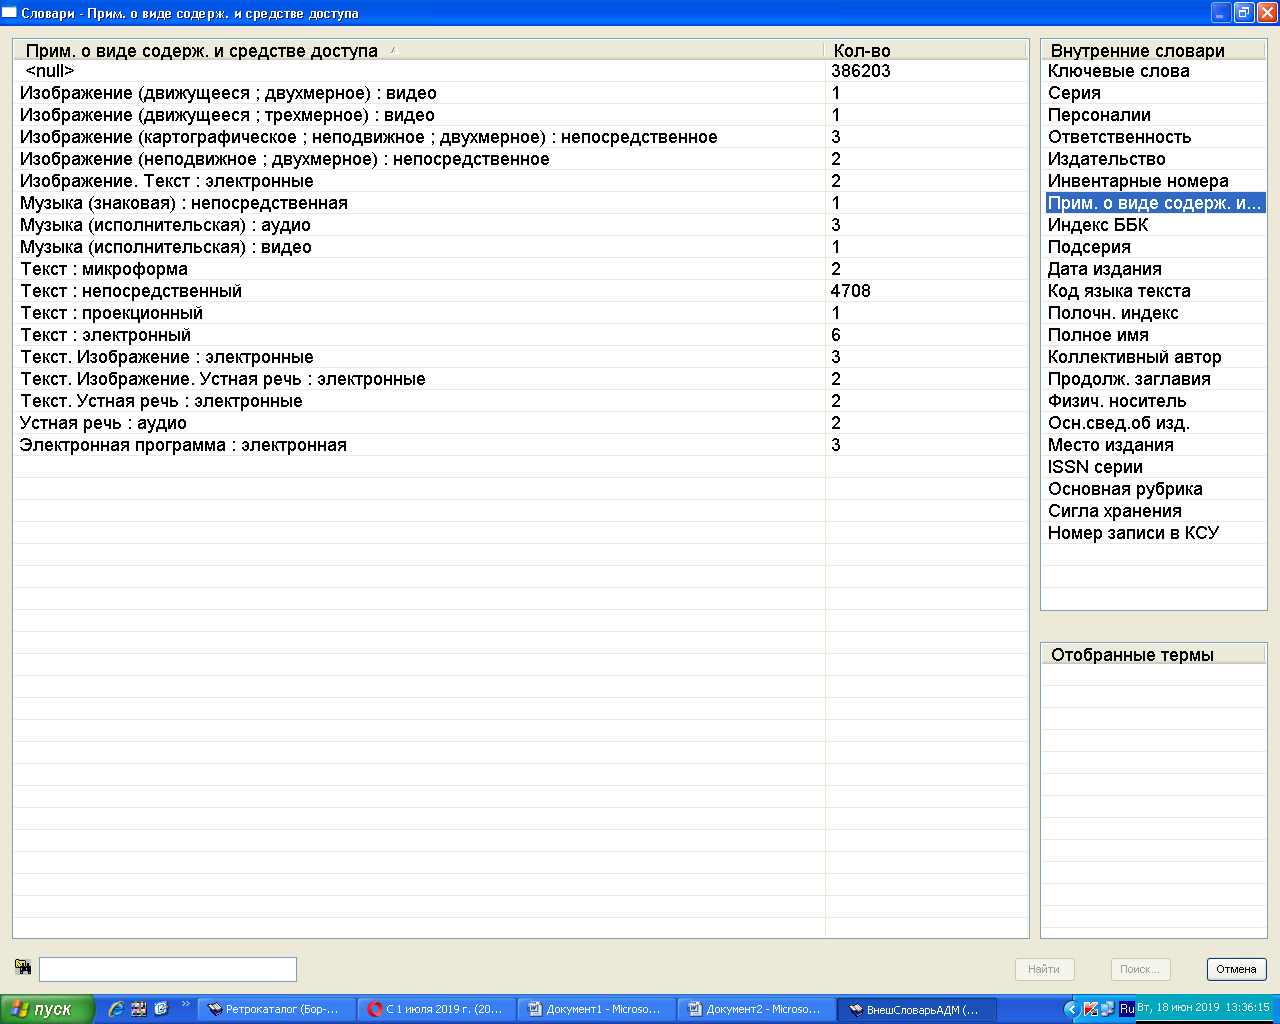 Словари - Прим. о виде содерж. и средстве доступа
Прим. о виде содерж. и средстве доступа Кол-во
<null> 386203
Изображение (движущееся ; двухмерное) : видео 1
Изображение (движущееся ; трехмерное) : видео 1
Изображение (картографическое ; неподвижное ; двухмерное) : непосредственное 3
Изображение (неподвижное ; двухмерное) : непосредственное 2
Изображение. Текст : электронные 2
Музыка (знаковая) : непосредственная 1
Музыка (исполнительская) : аудио 3
Музыка (исполнительская) : видео 1
Текст : микроформа 2
Текст : непосредственный 4708
Текст : проекционный 1
Текст : электронный 6
Текст. Изображение : электронные 3
Текст. Изображение. Устная речь : электронные 2
Текст. Устная речь : электронные 2
Устная речь : аудио 2
Электронная программа : электронная 3
Внутренние словари
Ключевые слова
Серия
Персоналии
Ответственность
Издательство
Инвентарные номера
Прим. о виде содерж. и...
Индекс ББК
Подсерия
Дата издания
Код языка текста
Полочн. индекс
Полное имя
Коллективный автор
Продолж. заглавия
Физич. носитель
Осн.свед.об изд.
Место издания
ISSN серии
Основная рубрика
Сигла хранения
Номер записи в КСУ
Отобранные термы
Найти Поиск... Отмена
пуск » Ретрокаталог (Бор-... С 1 июля 2019 г. (20... Документ1 - Microso... Документ2 - Microso... ВнешСловарьАДМ (... Ru Вт, 18 июн 2019 13:36:15